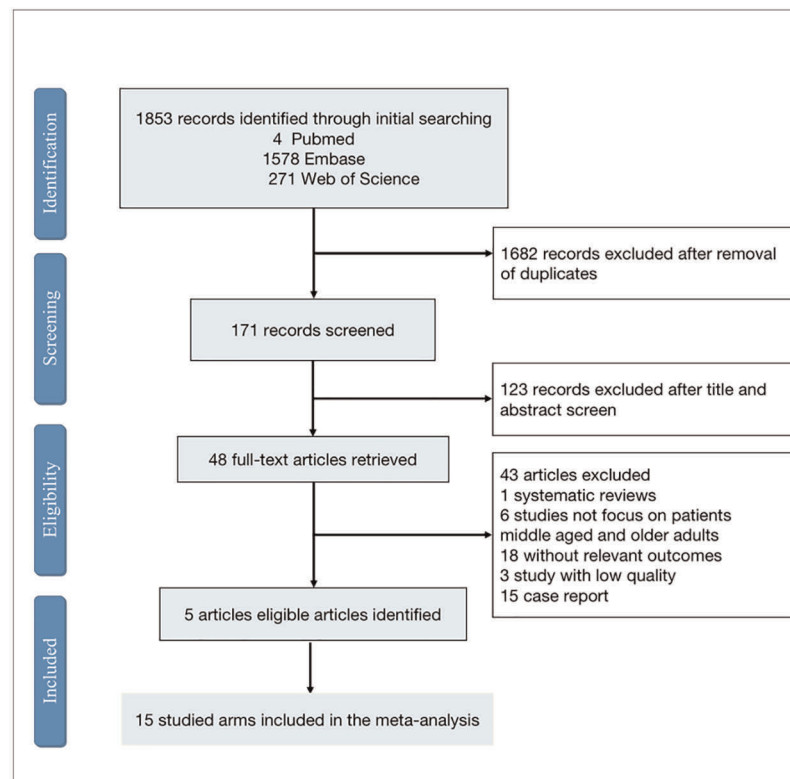 Identification
1853 records identified through initial searching
4 Pubmed
1578 Embase
271 Web of Science
1682 records excluded after removal
of duplicates
Screening
171 records screened
123 records excluded after title and
abstract screen
Eligibility
48 full-text articles retrieved
43 articles excluded
1 systematic reviews
6 studies not focus on patients
middle aged and older adults
18 without relevant outcomes
3 study with low quality
15 case report
5 articles eligible articles identified
Included
15 studied arms included in the meta-analysis